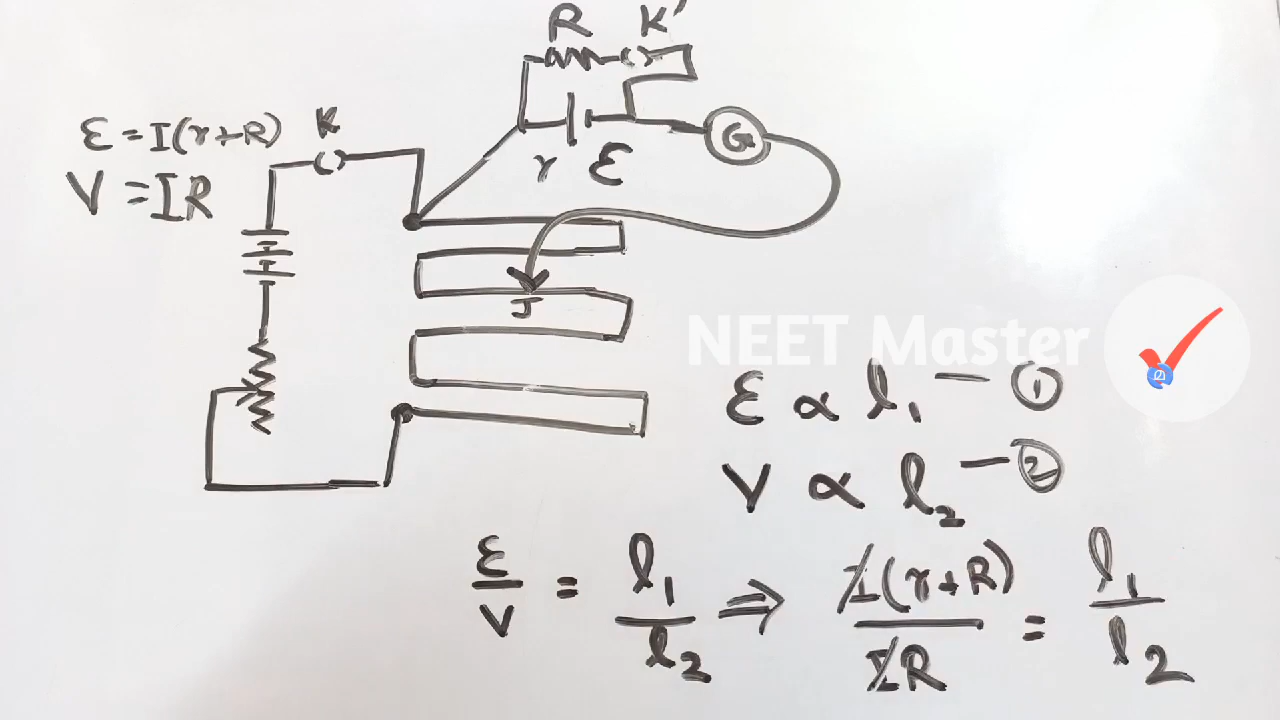 R K'
ε = I(r+R)
K
V = IR
G
r ε
J
NEET Master
ε ∝ l₁ — ①
V ∝ l₂ — ②
ε/V = l₁/l₂ ⇒ I(r+R)/IR = l₁/l₂